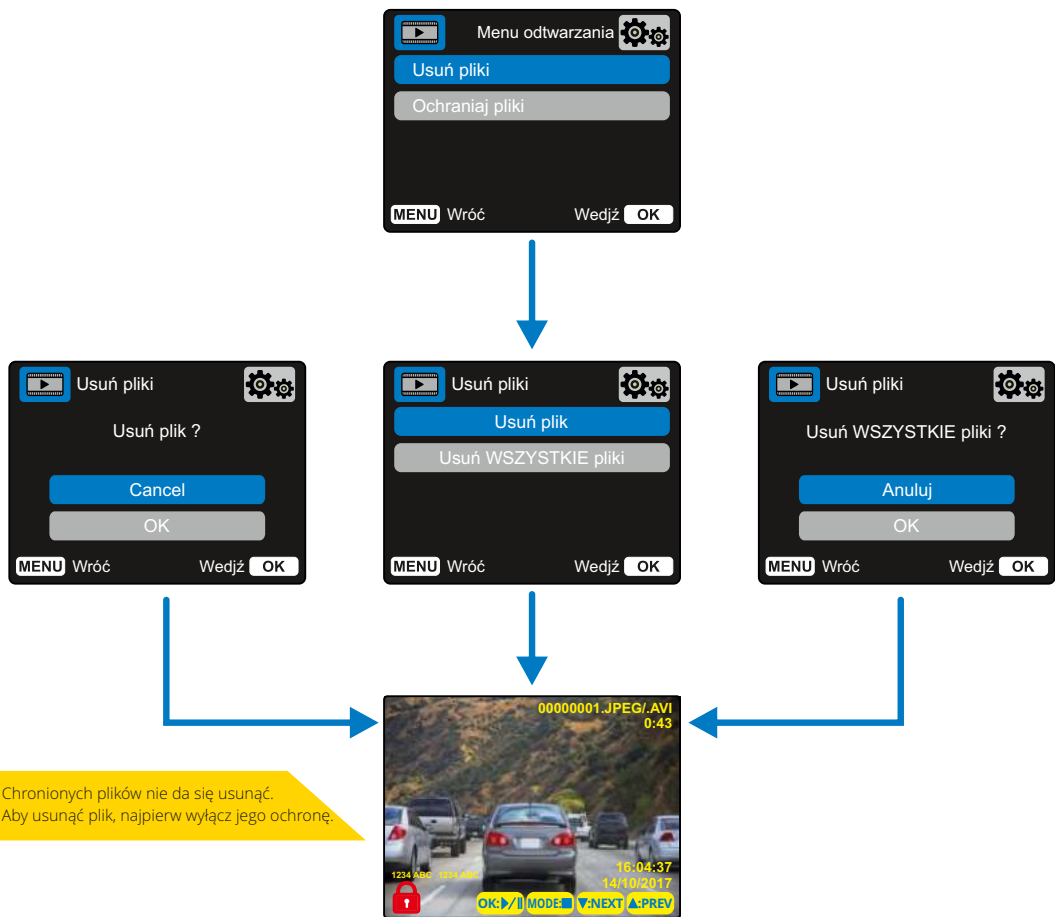 Menu odtwarzania
Usuń pliki
Ochraniaj pliki
MENU Wróć Wedjź OK
Usuń pliki
Usuń plik ?
Cancel
OK
MENU Wróć Wedjź OK
Usuń pliki
Usuń plik
Usuń WSZYSTKIE pliki
MENU Wróć Wedjź OK
Usuń pliki
Usuń WSZYSTKIE pliki ?
Anuluj
OK
MENU Wróć Wedjź OK
00000001.JPEG/.AVI
0:43
Chronionych plików nie da się usunąć.
Aby usunąć plik, najpierw wyłącz jego ochronę.
16:04:37
1234 ABC 1234 ABC
14/10/2017
OK:▶/|| MODE:■ ▼:NEXT ▲:PREV